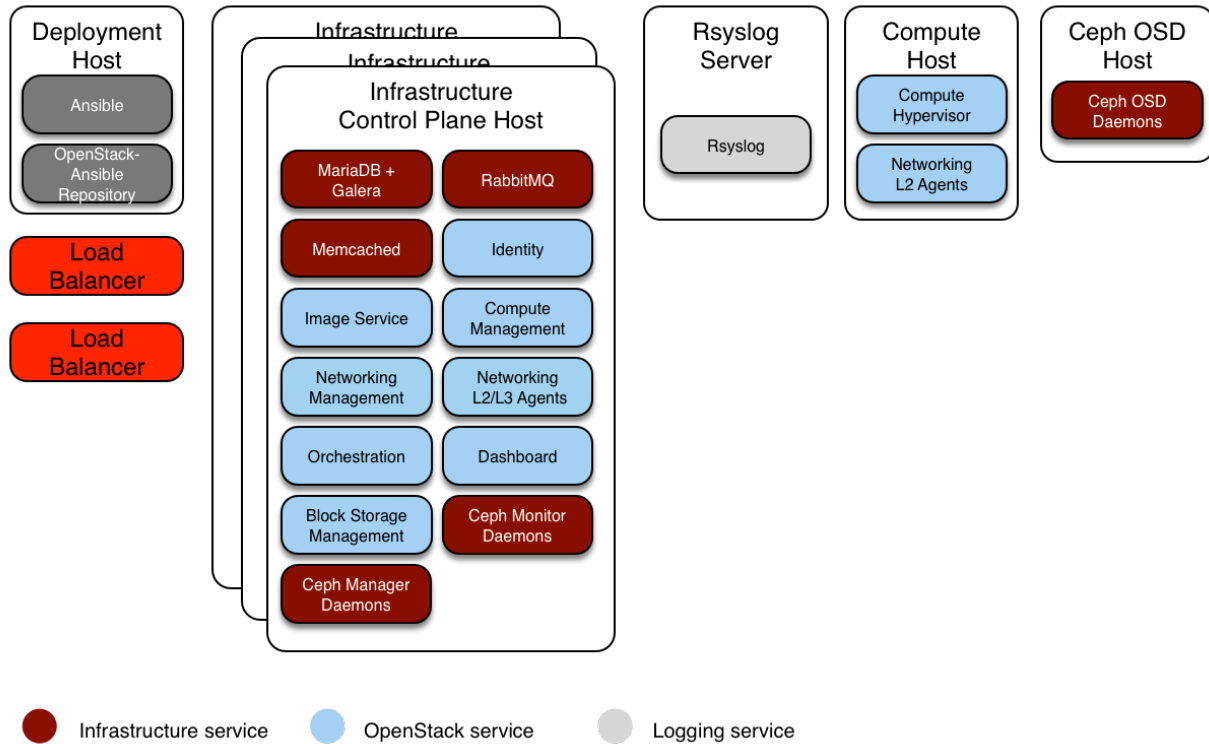 Deployment
Host
Ansible
OpenStack-
Ansible
Repository
Load
Balancer
Load
Balancer
Infrastructure
Infrastructure
Infrastructure
Control Plane Host
MariaDB +
Galera
RabbitMQ
Memcached
Identity
Image Service
Compute
Management
Networking
Management
Networking
L2/L3 Agents
Orchestration
Dashboard
Block Storage
Management
Ceph Monitor
Daemons
Ceph Manager
Daemons
Rsyslog
Server
Rsyslog
Compute
Host
Compute
Hypervisor
Networking
L2 Agents
Ceph OSD
Host
Ceph OSD
Daemons
Infrastructure service
OpenStack service
Logging service